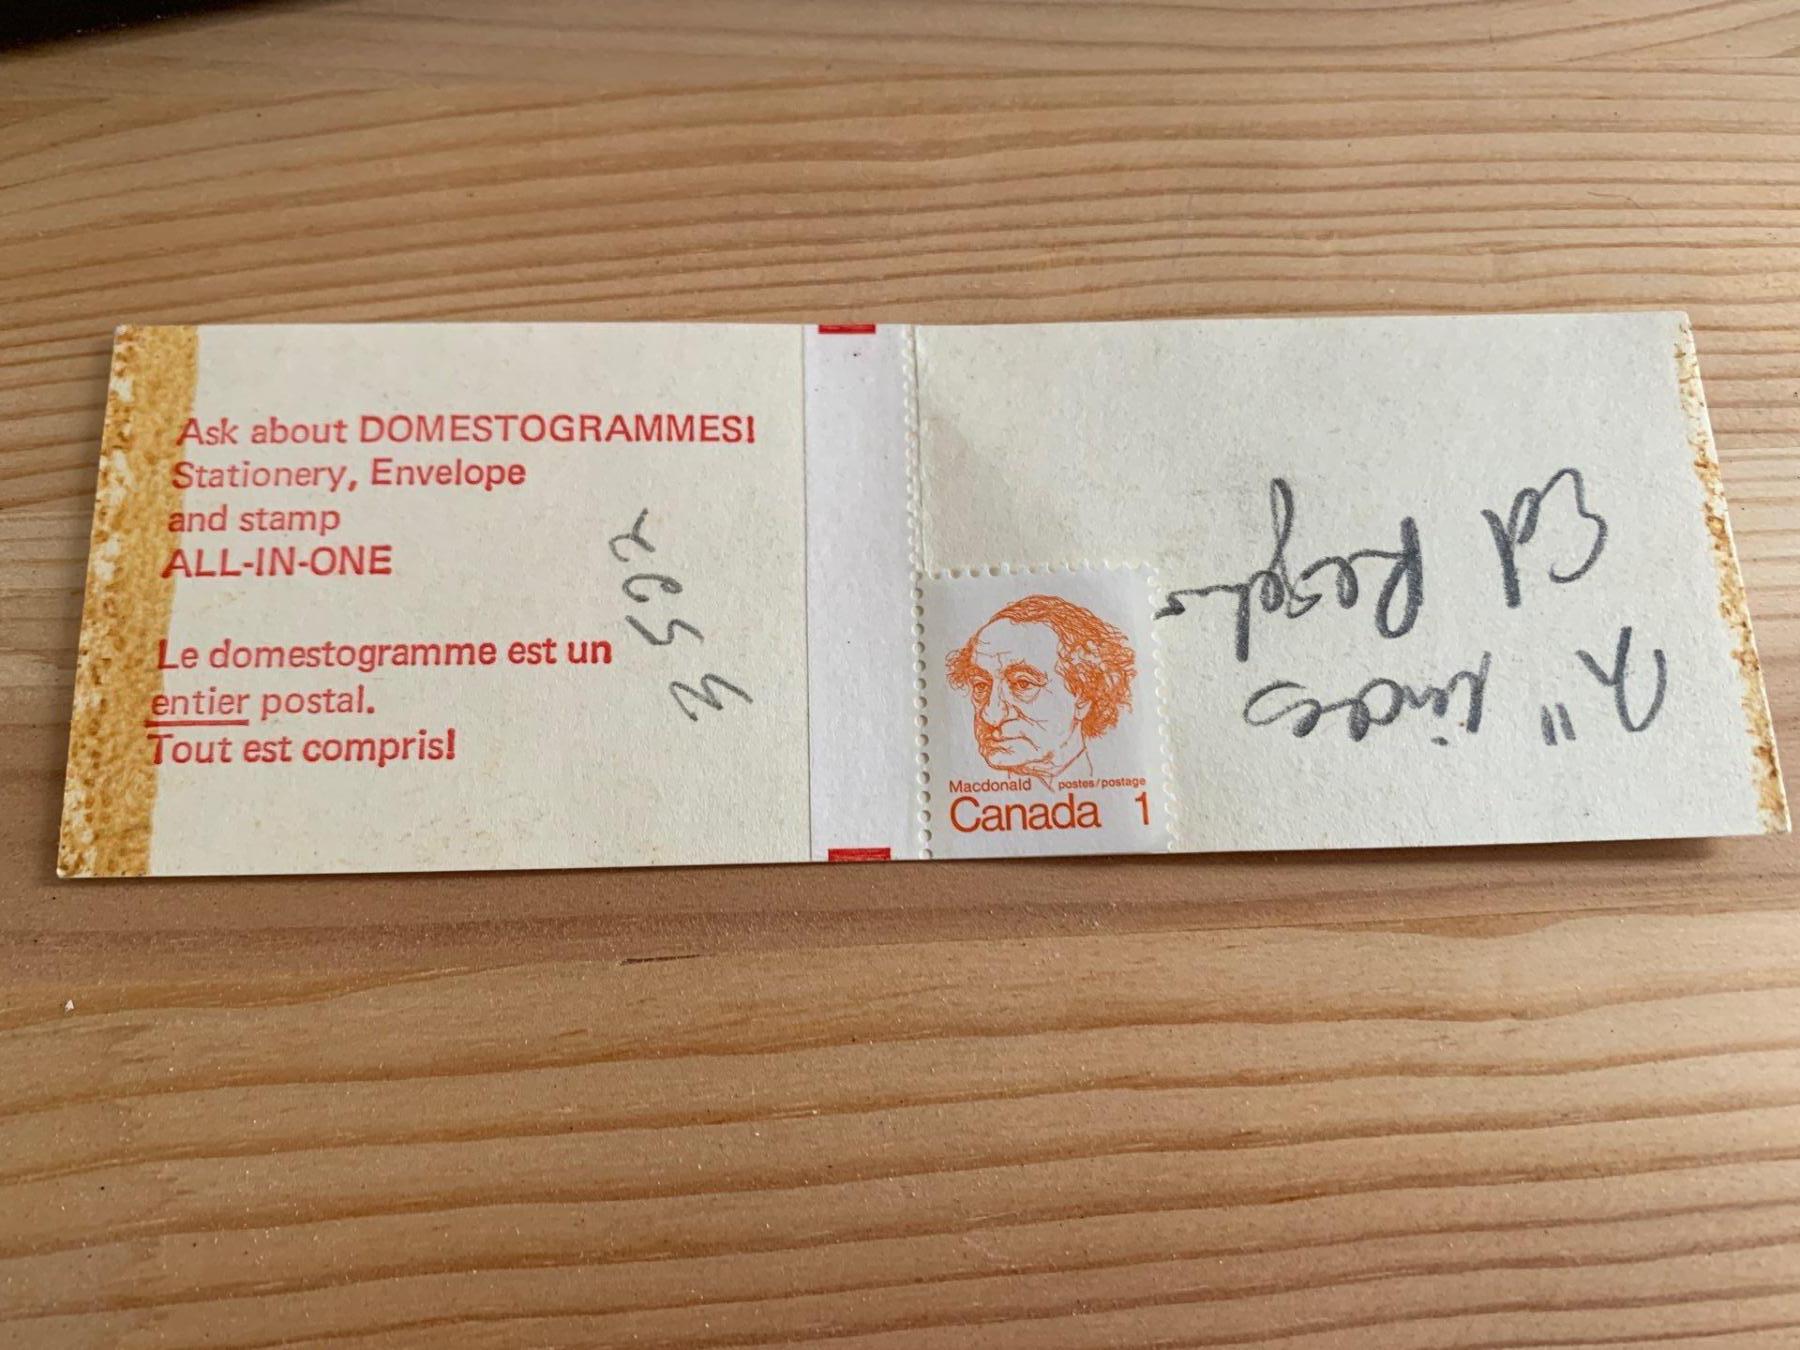 Ask about DOMESTOGRAMMES!
Stationery, Envelope
and stamp
ALL-IN-ONE
Le domestogramme est un
entier postal.
Tout est compris!
Macdonald postes/postage
Canada 1
Ed